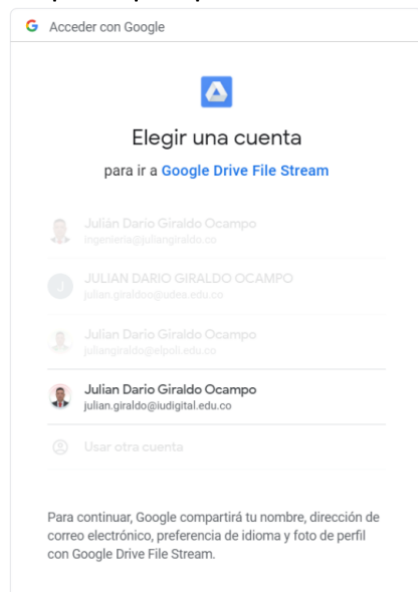 Acceder con Google
Elegir una cuenta
para ir a Google Drive File Stream
Julián Dario Giraldo Ocampo
ingenieria@juliangiraldo.co
J
JULIAN DARIO GIRALDO OCAMPO
julian.giraldoo@udea.edu.co
Julián Dario Giraldo Ocampo
juliangiraldo@elpoli.edu.co
Julian Dario Giraldo Ocampo
julian.giraldo@iudigital.edu.co
Usar otra cuenta
Para continuar, Google compartirá tu nombre, dirección de
correo electrónico, preferencia de idioma y foto de perfil
con Google Drive File Stream.